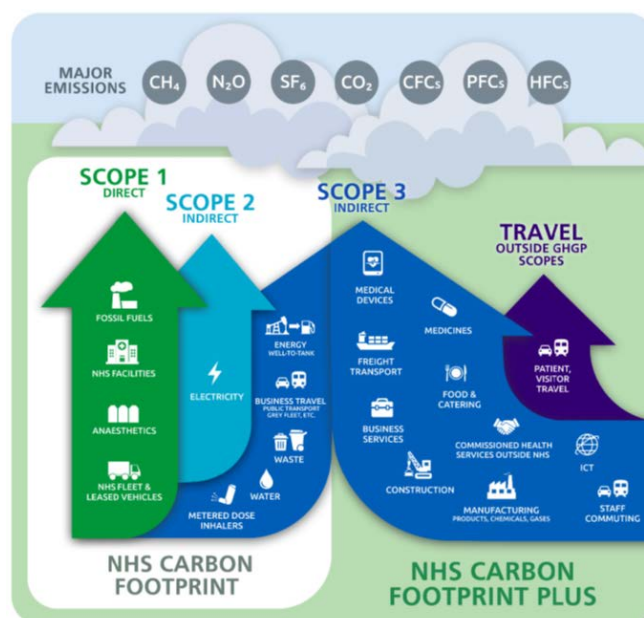 MAJOR
EMISSIONS
CH₄
N₂O
SF₆
CO₂
CFCs
PFCs
HFCs
SCOPE 1
DIRECT
SCOPE 2
INDIRECT
SCOPE 3
INDIRECT
TRAVEL
OUTSIDE GHGP
SCOPES
FOSSIL FUELS
NHS FACILITIES
ANAESTHETICS
NHS FLEET &
LEASED VEHICLES
ELECTRICITY
ENERGY
WELL-TO-TANK
BUSINESS TRAVEL
PUBLIC TRANSPORT
GREY FLEET, ETC.
WASTE
WATER
METERED DOSE
INHALERS
MEDICAL
DEVICES
MEDICINES
FREIGHT
TRANSPORT
FOOD &
CATERING
BUSINESS
SERVICES
COMMISSIONED HEALTH
SERVICES OUTSIDE NHS
CONSTRUCTION
MANUFACTURING
PRODUCTS, CHEMICALS, GASES
ICT
STAFF
COMMUTING
PATIENT,
VISITOR
TRAVEL
NHS CARBON
FOOTPRINT
NHS CARBON
FOOTPRINT PLUS